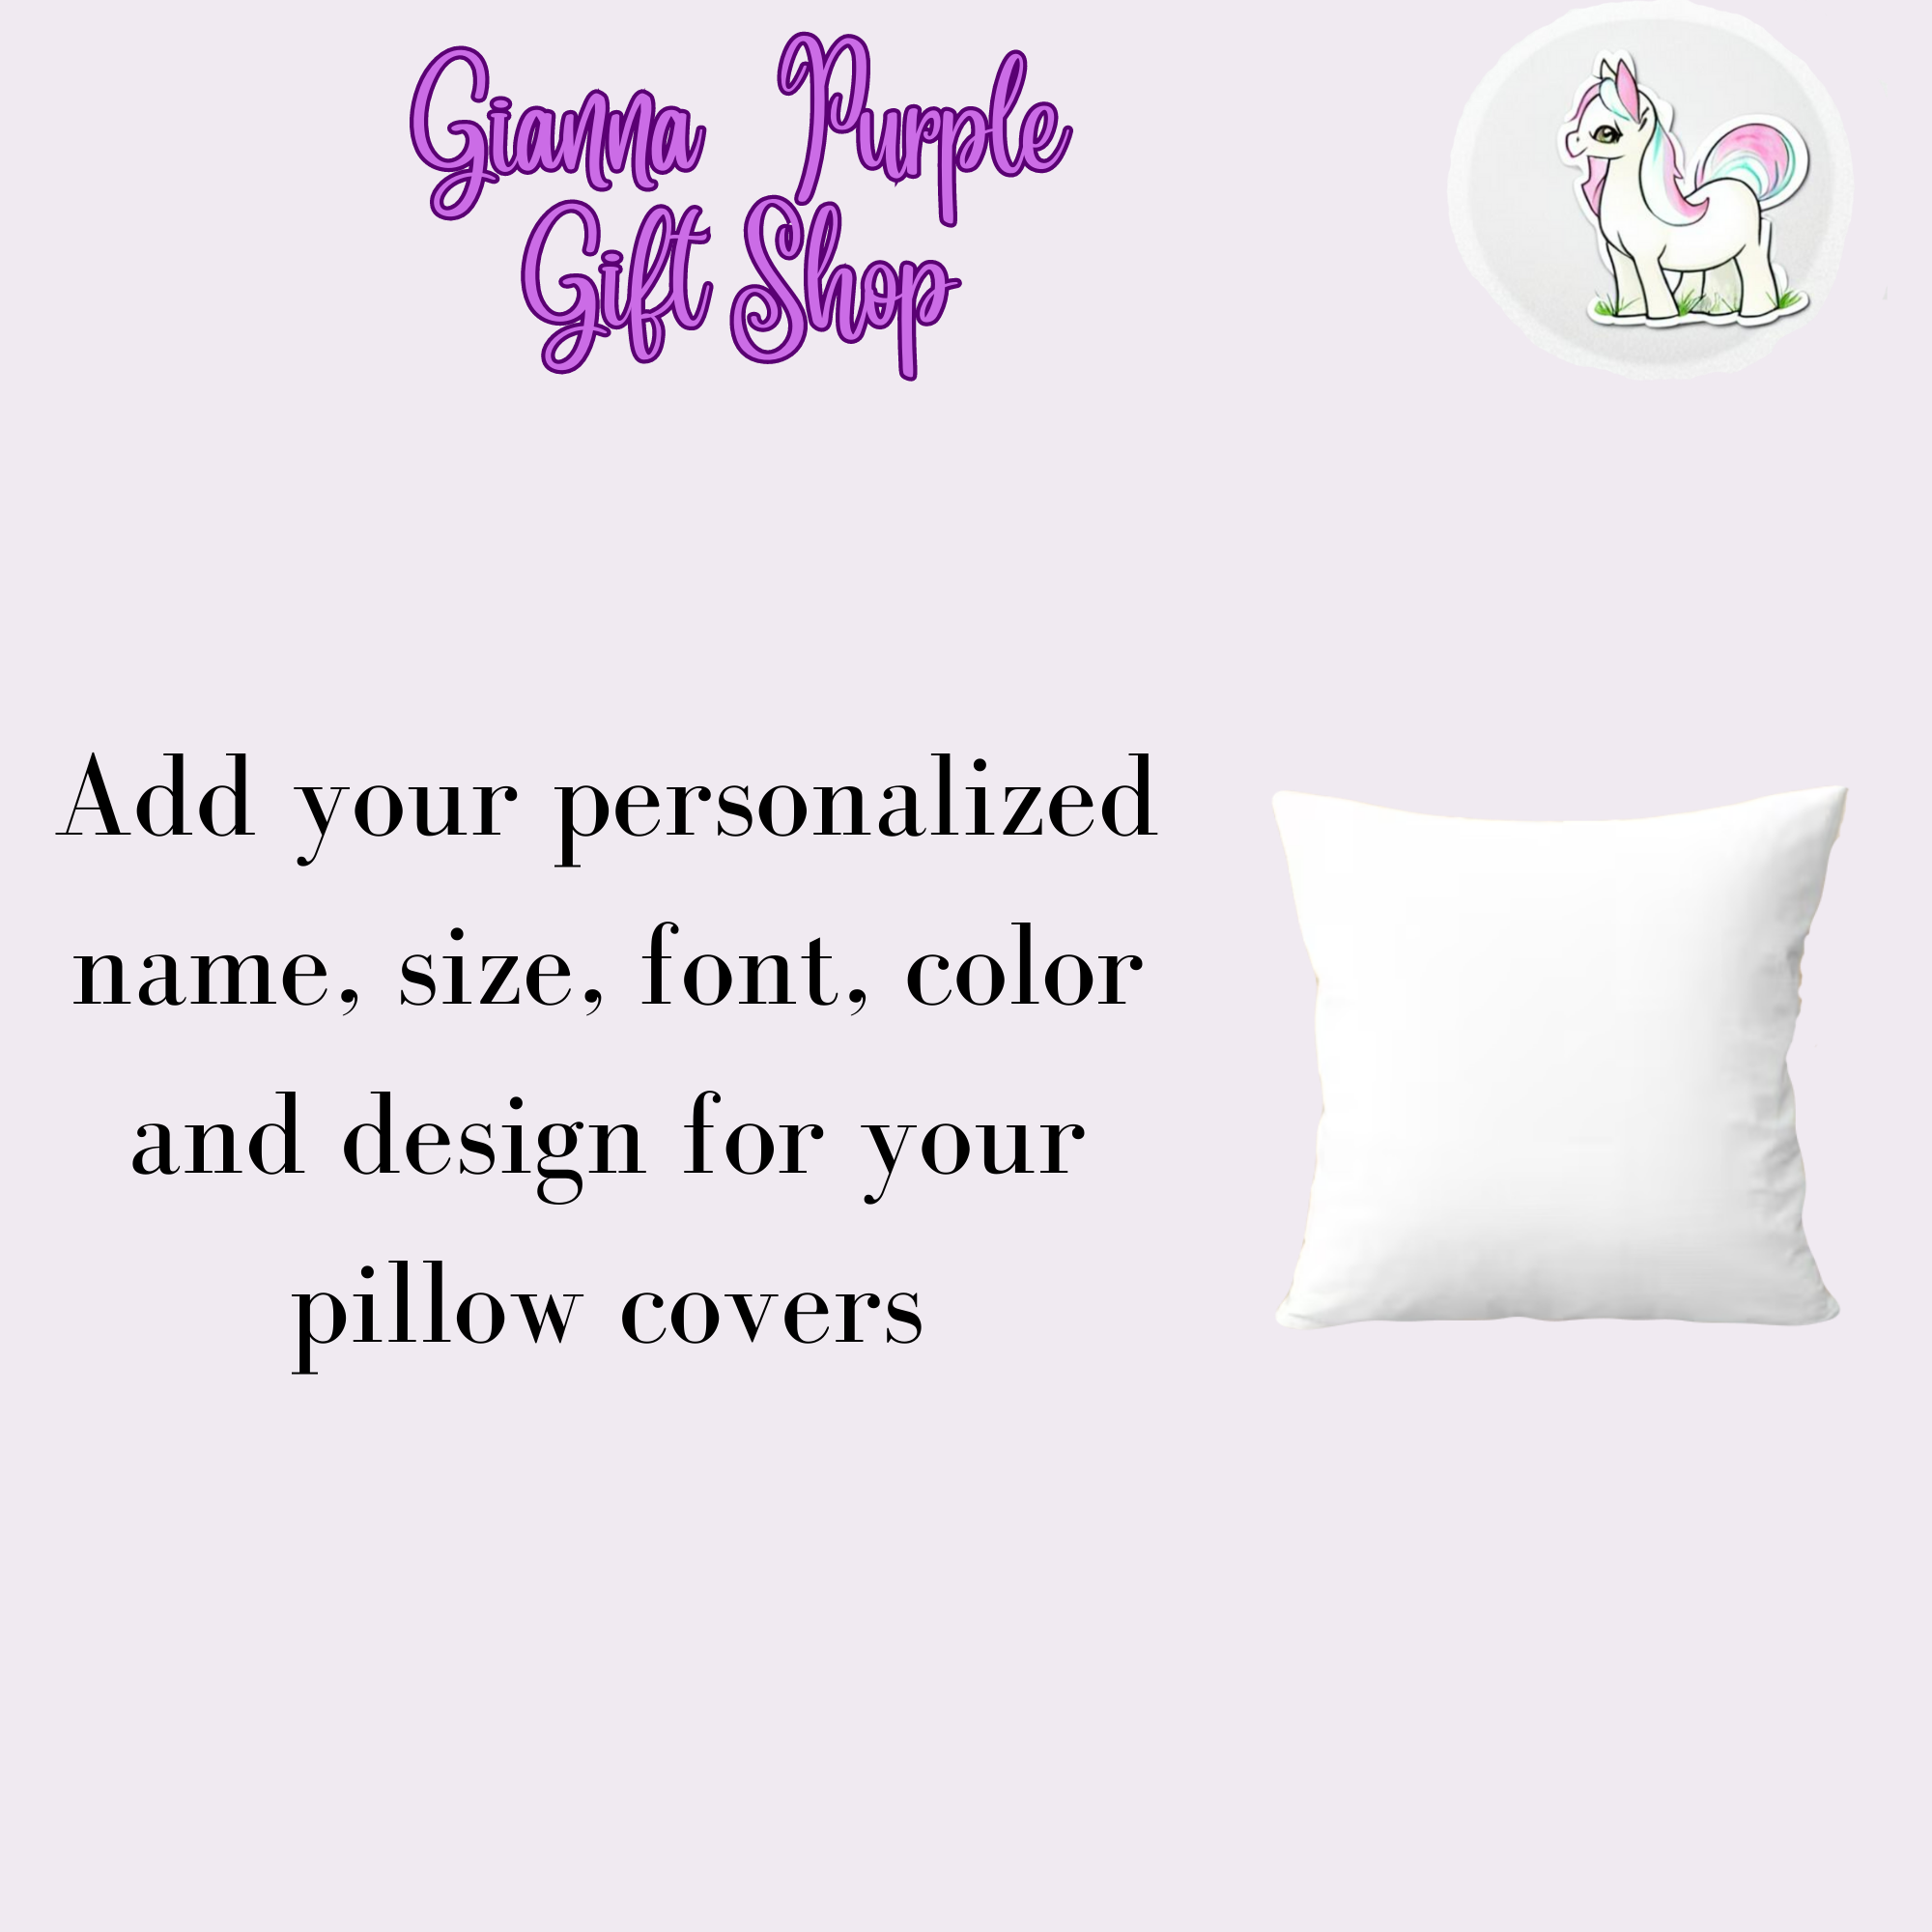 Gianna Purple
Gift Shop
Add your personalized
name, size, font, color
and design for your
pillow covers